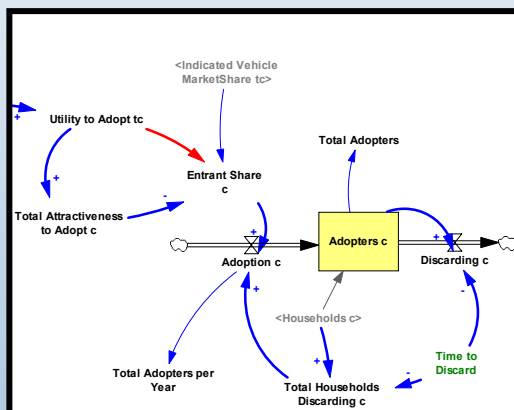 <Indicated Vehicle
MarketShare tc>
+
Utility to Adopt tc
Total Adopters
Entrant Share
c
+
-
Total Attractiveness
to Adopt c
+
Adopters c
+
Adoption c
Discarding c
+
-
<Households c>
Time to
Discard
+
Total Adopters per
Year
-
Total Households
Discarding c